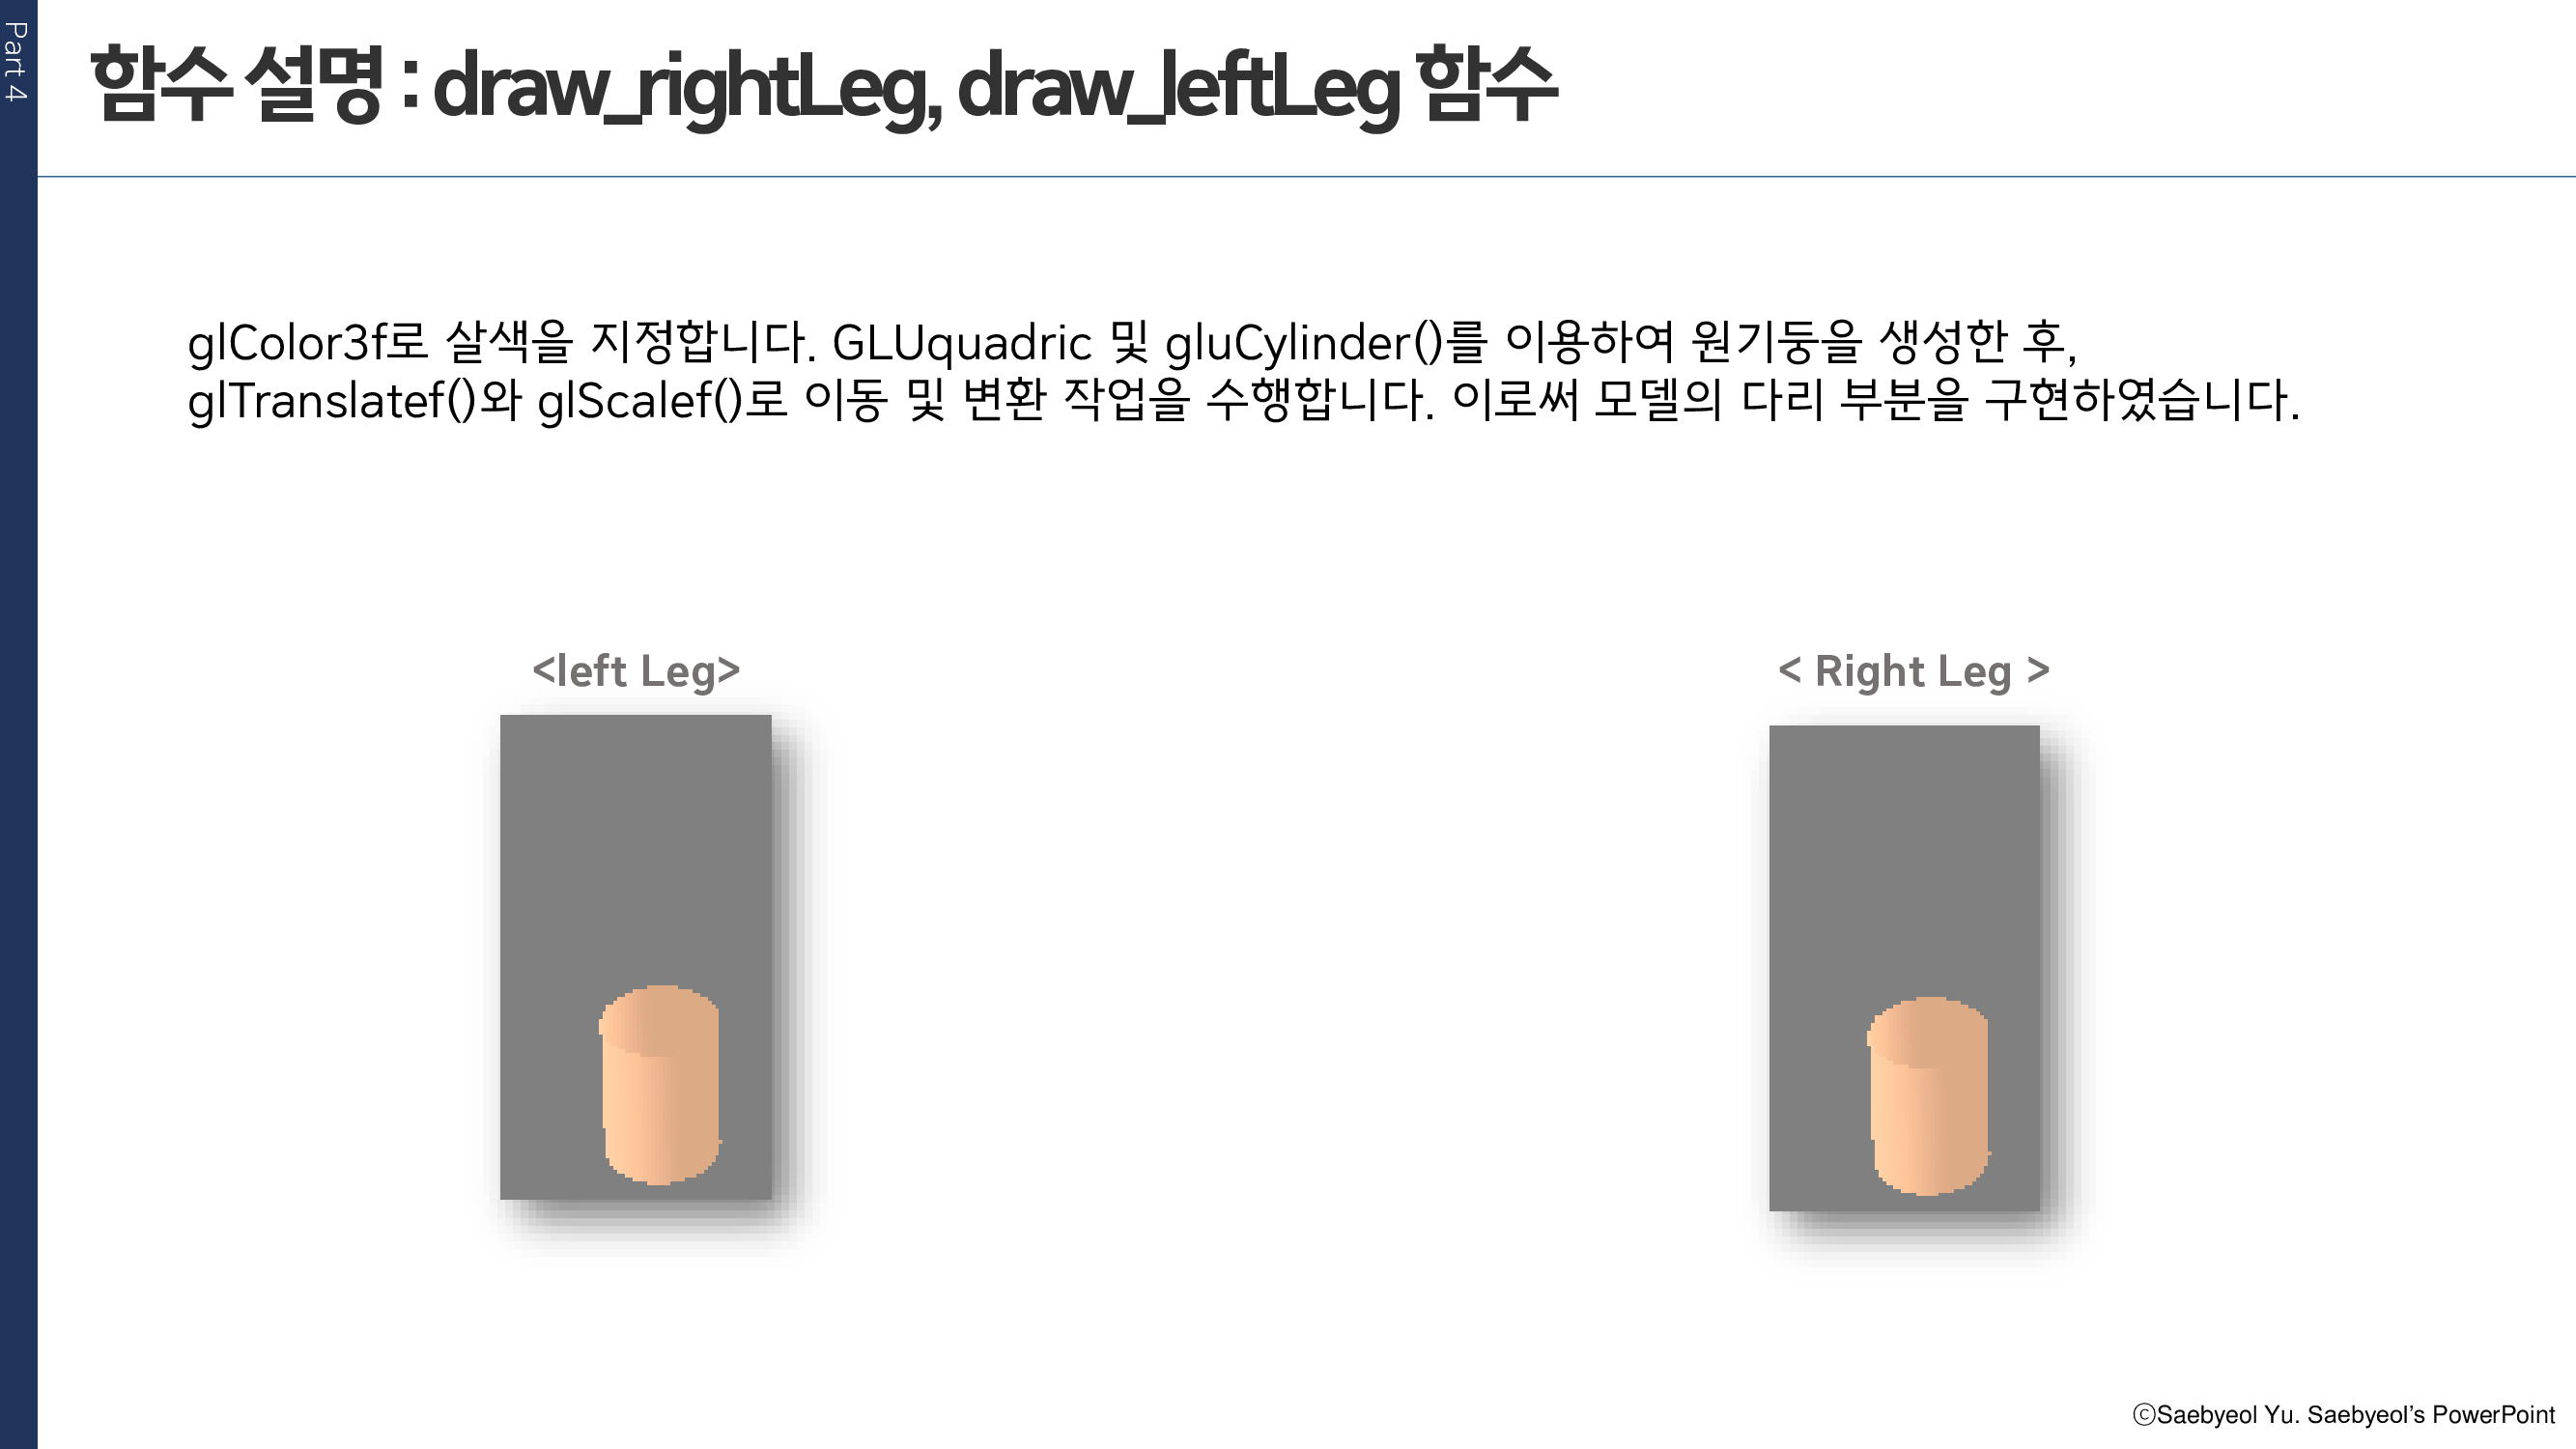 Part 4
함수 설명 : draw_rightLeg, draw_leftLeg 함수
glColor3f로 살색을 지정합니다. GLUquadric 및 gluCylinder()를 이용하여 원기둥을 생성한 후,
glTranslatef()와 glScalef()로 이동 및 변환 작업을 수행합니다. 이로써 모델의 다리 부분을 구현하였습니다.
<left Leg>
< Right Leg >
ⓒSaebyeol Yu. Saebyeol’s PowerPoint